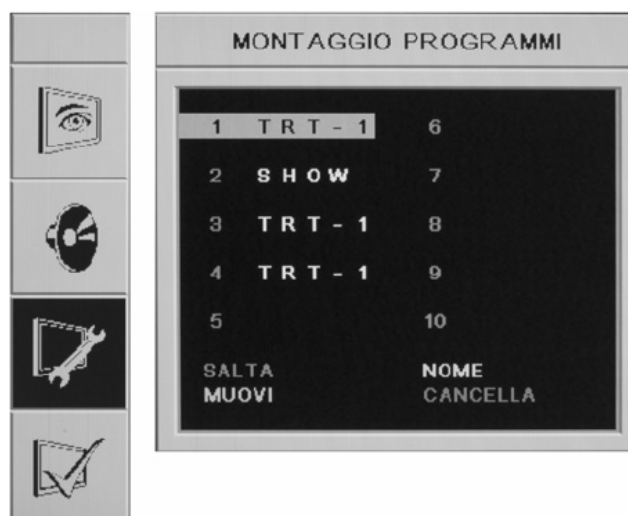 MONTAGGIO PROGRAMMI
1 TRT-1 6
2 SHOW 7
3 TRT-1 8
4 TRT-1 9
5 10
SALTA NOME
MUOVI CANCELLA